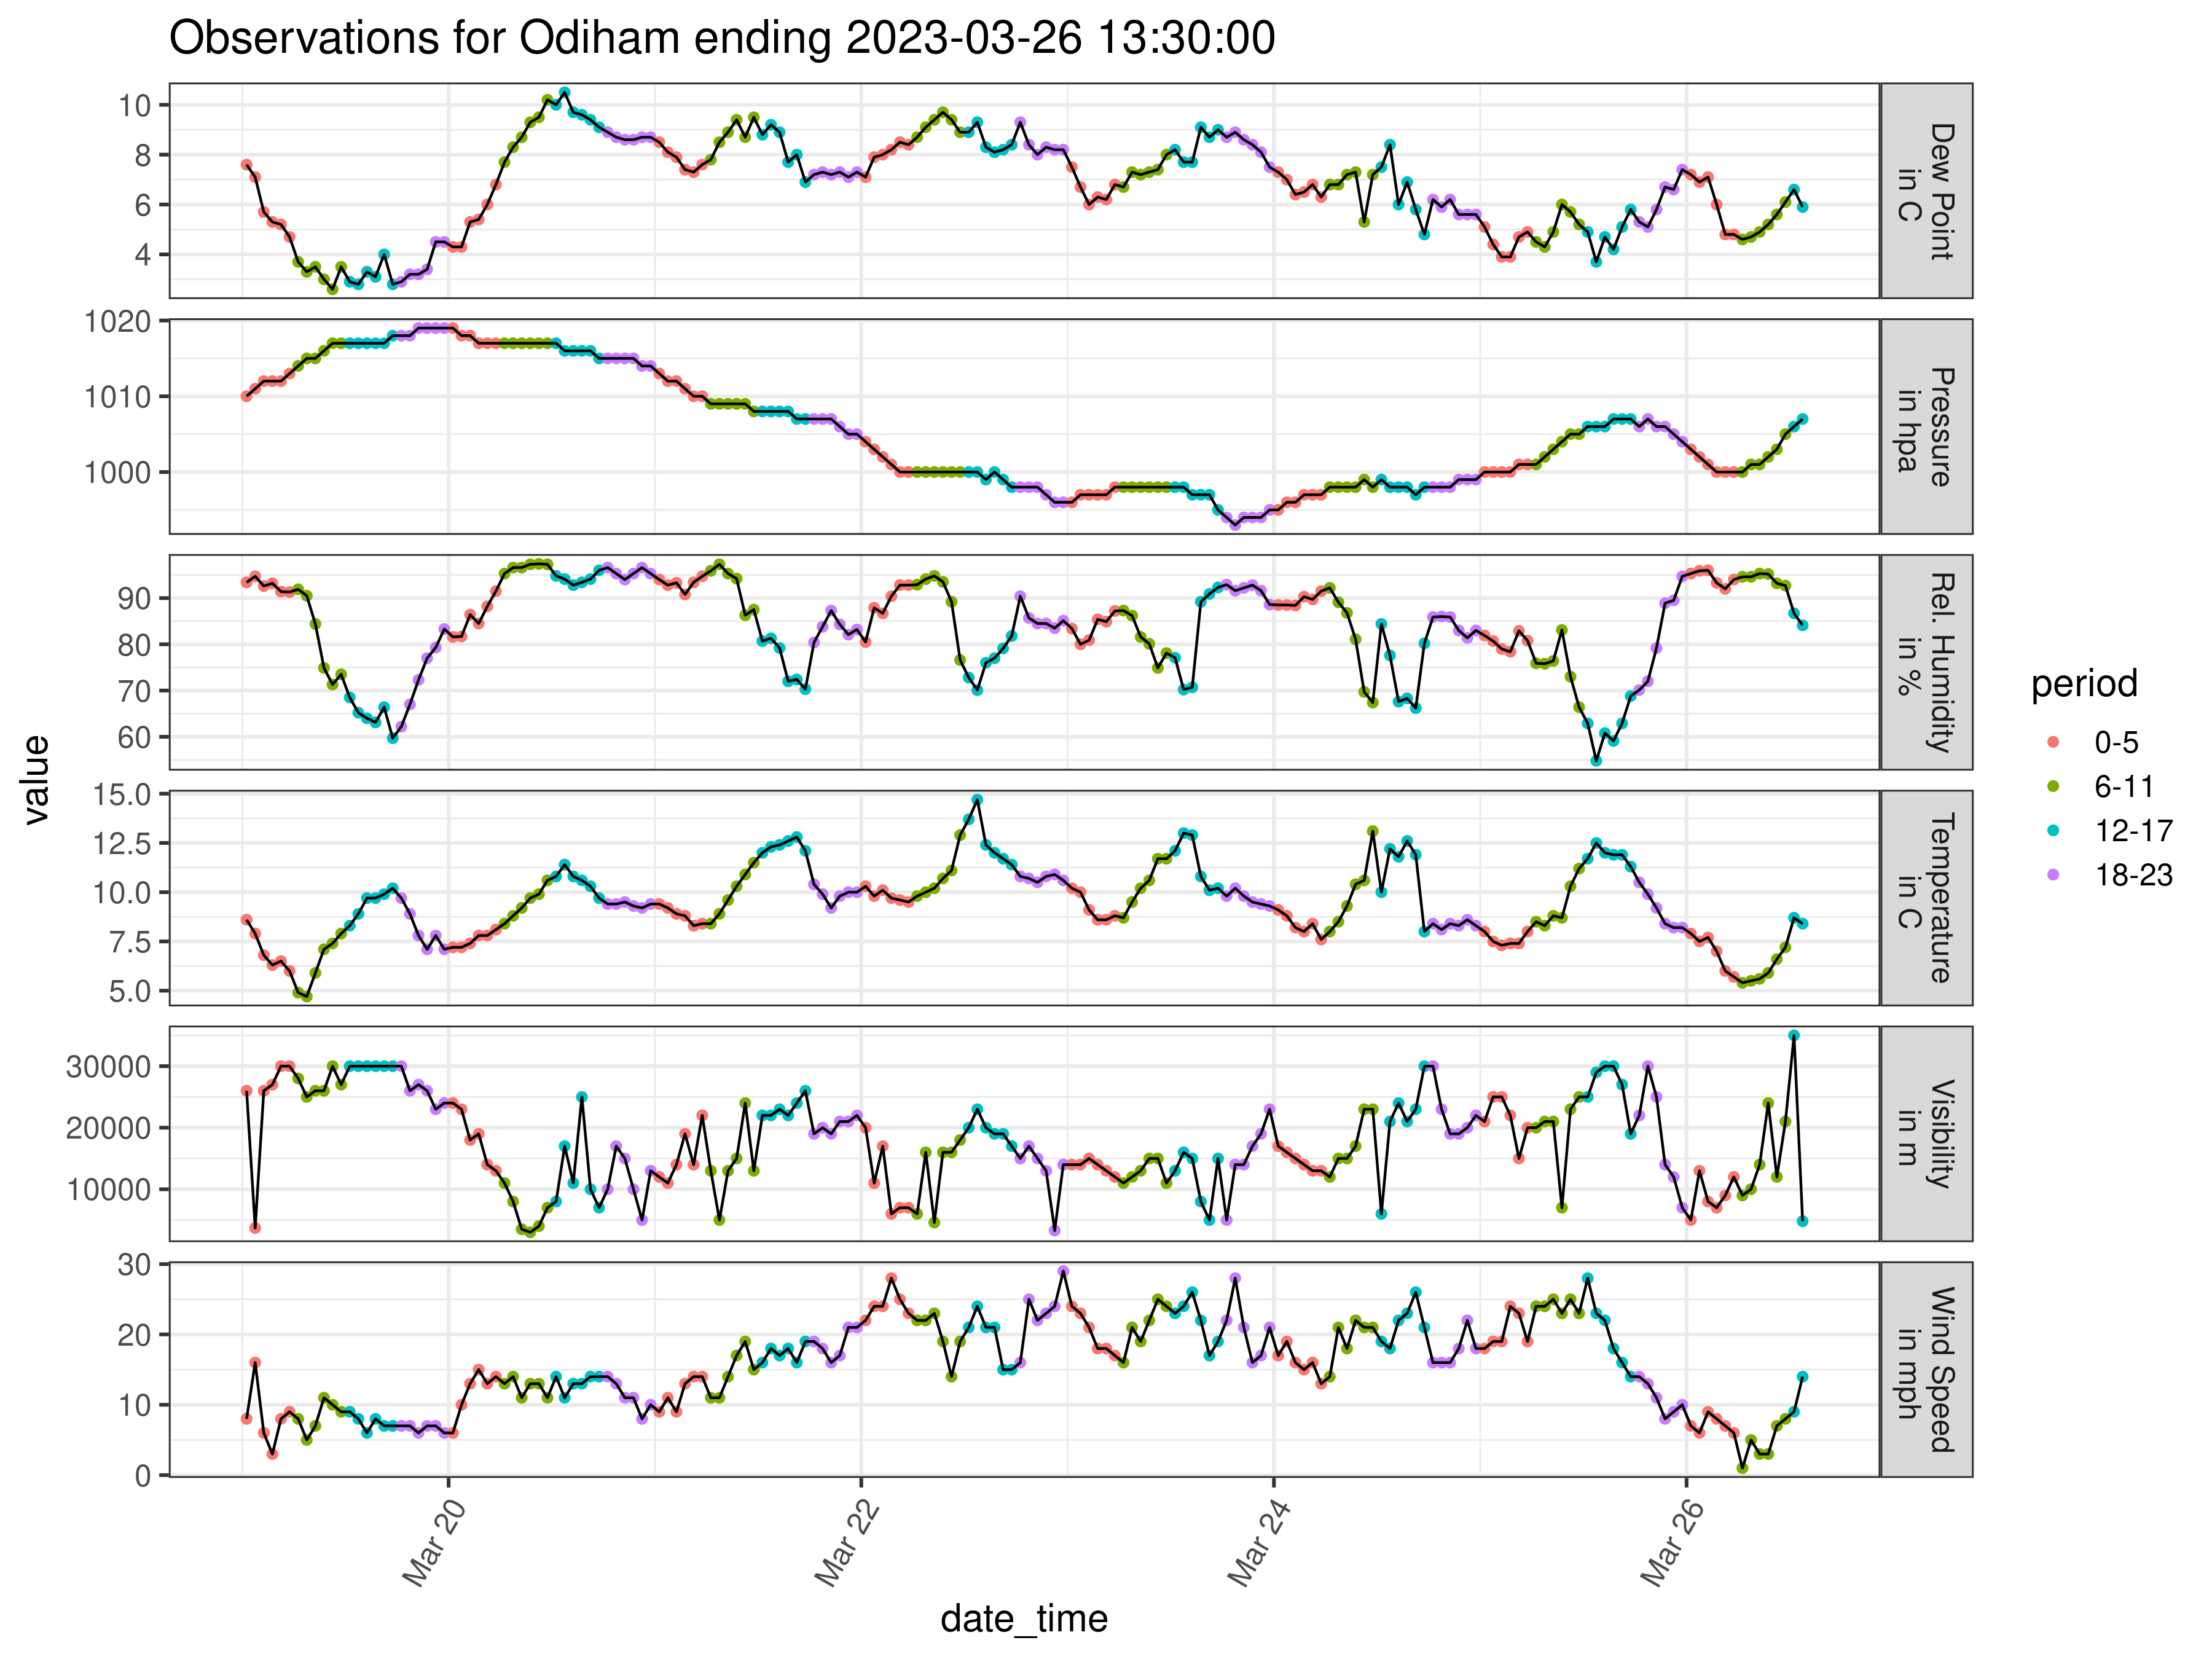 Observations for Odiham ending 2023-03-26 13:30:00
value
10
8
6
4
Dew Point
in C
1020
1010
1000
Pressure
in hpa
90
80
70
60
Rel. Humidity
in %
15.0
12.5
10.0
7.5
5.0
Temperature
in C
30000
20000
10000
Visibility
in m
30
20
10
0
Wind Speed
in mph
Mar 20
Mar 22
Mar 24
Mar 26
date_time
period
0-5
6-11
12-17
18-23